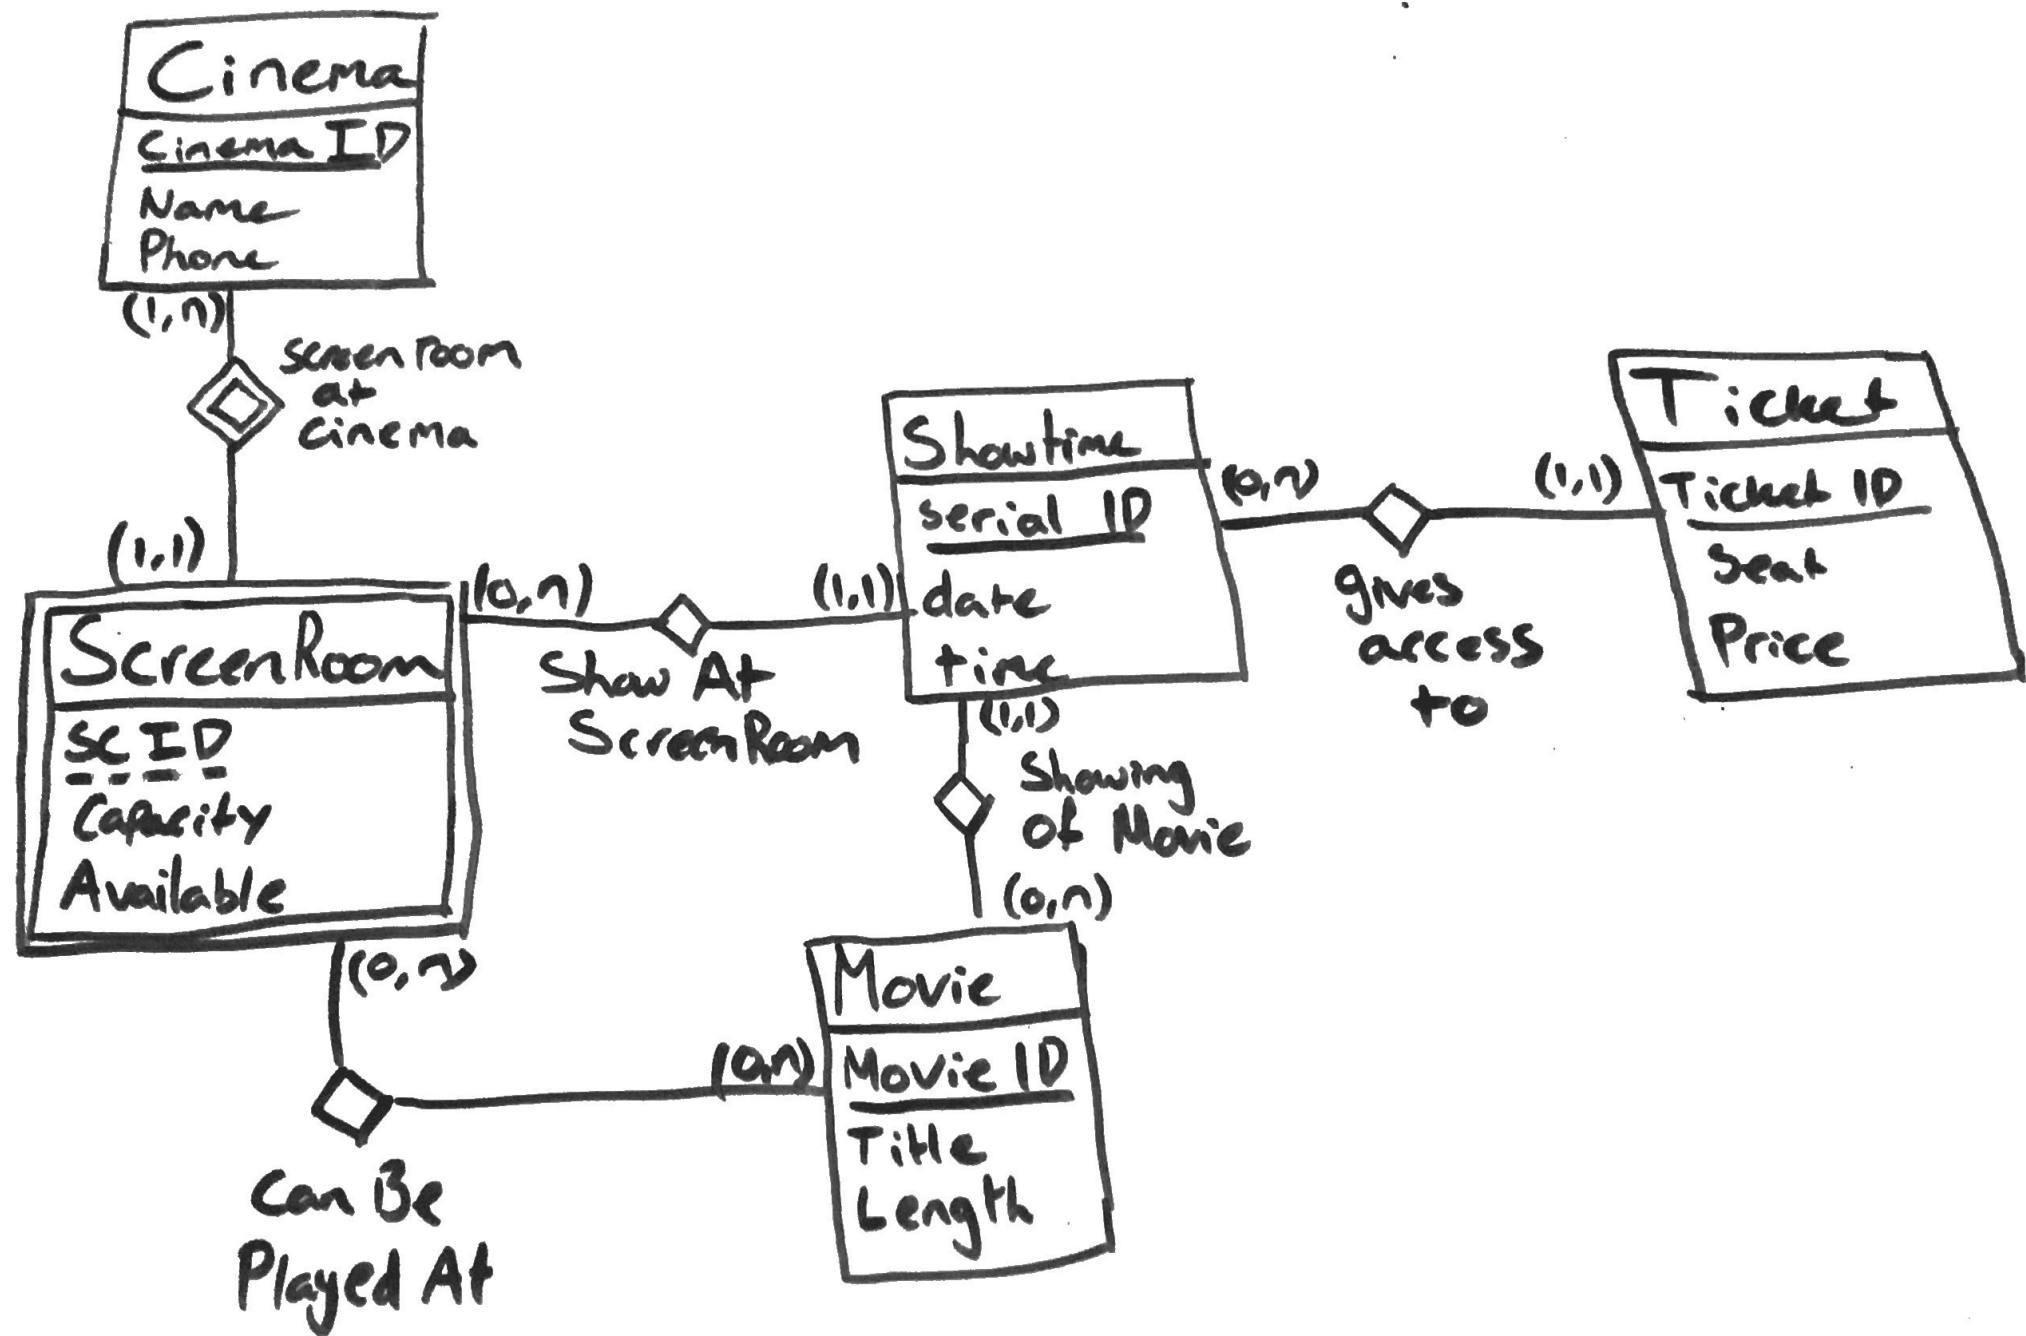 Cinema
Cinema ID
Name
Phone
(1,n)
Screen room
at
cinema
(1,1)
ScreenRoom
SC ID
Capacity
Available
(0,n)
Show At
ScreenRoom
(1,1)
Showtime
serial ID
date
time
(0,n)
gives
access
to
(1,1)
Ticket
Ticket ID
Seat
Price
(1,1)
Showing
of Movie
(0,n)
Movie
Movie ID
Title
Length
(0,n)
(0,n)
Can Be
Played At